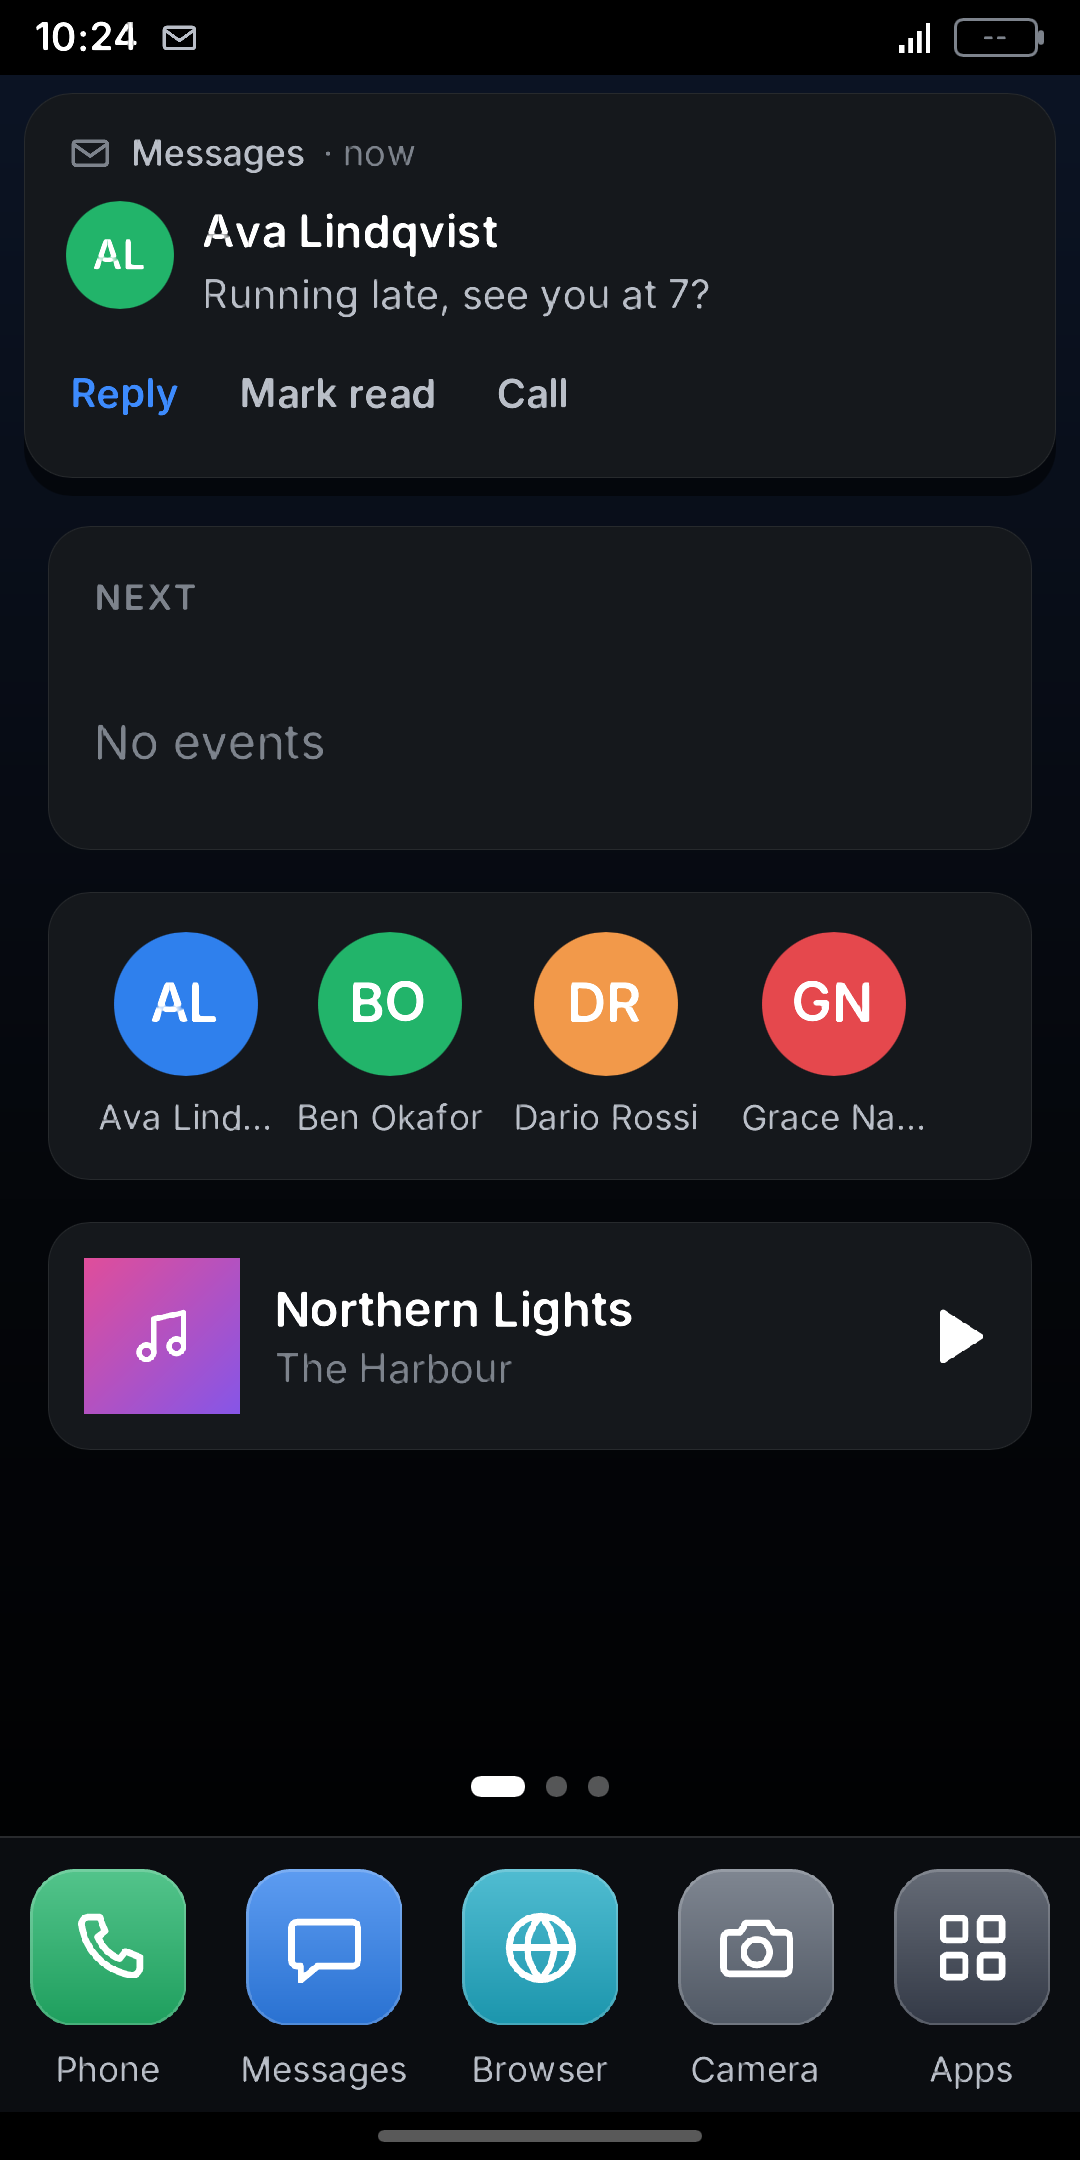 10:24
--
Messages · now
AL
Ava Lindqvist
Running late, see you at 7?
Reply Mark read Call
NEXT
No events
AL BO DR GN
Ava Lind... Ben Okafor Dario Rossi Grace Na...
Northern Lights
The Harbour
Phone Messages Browser Camera Apps